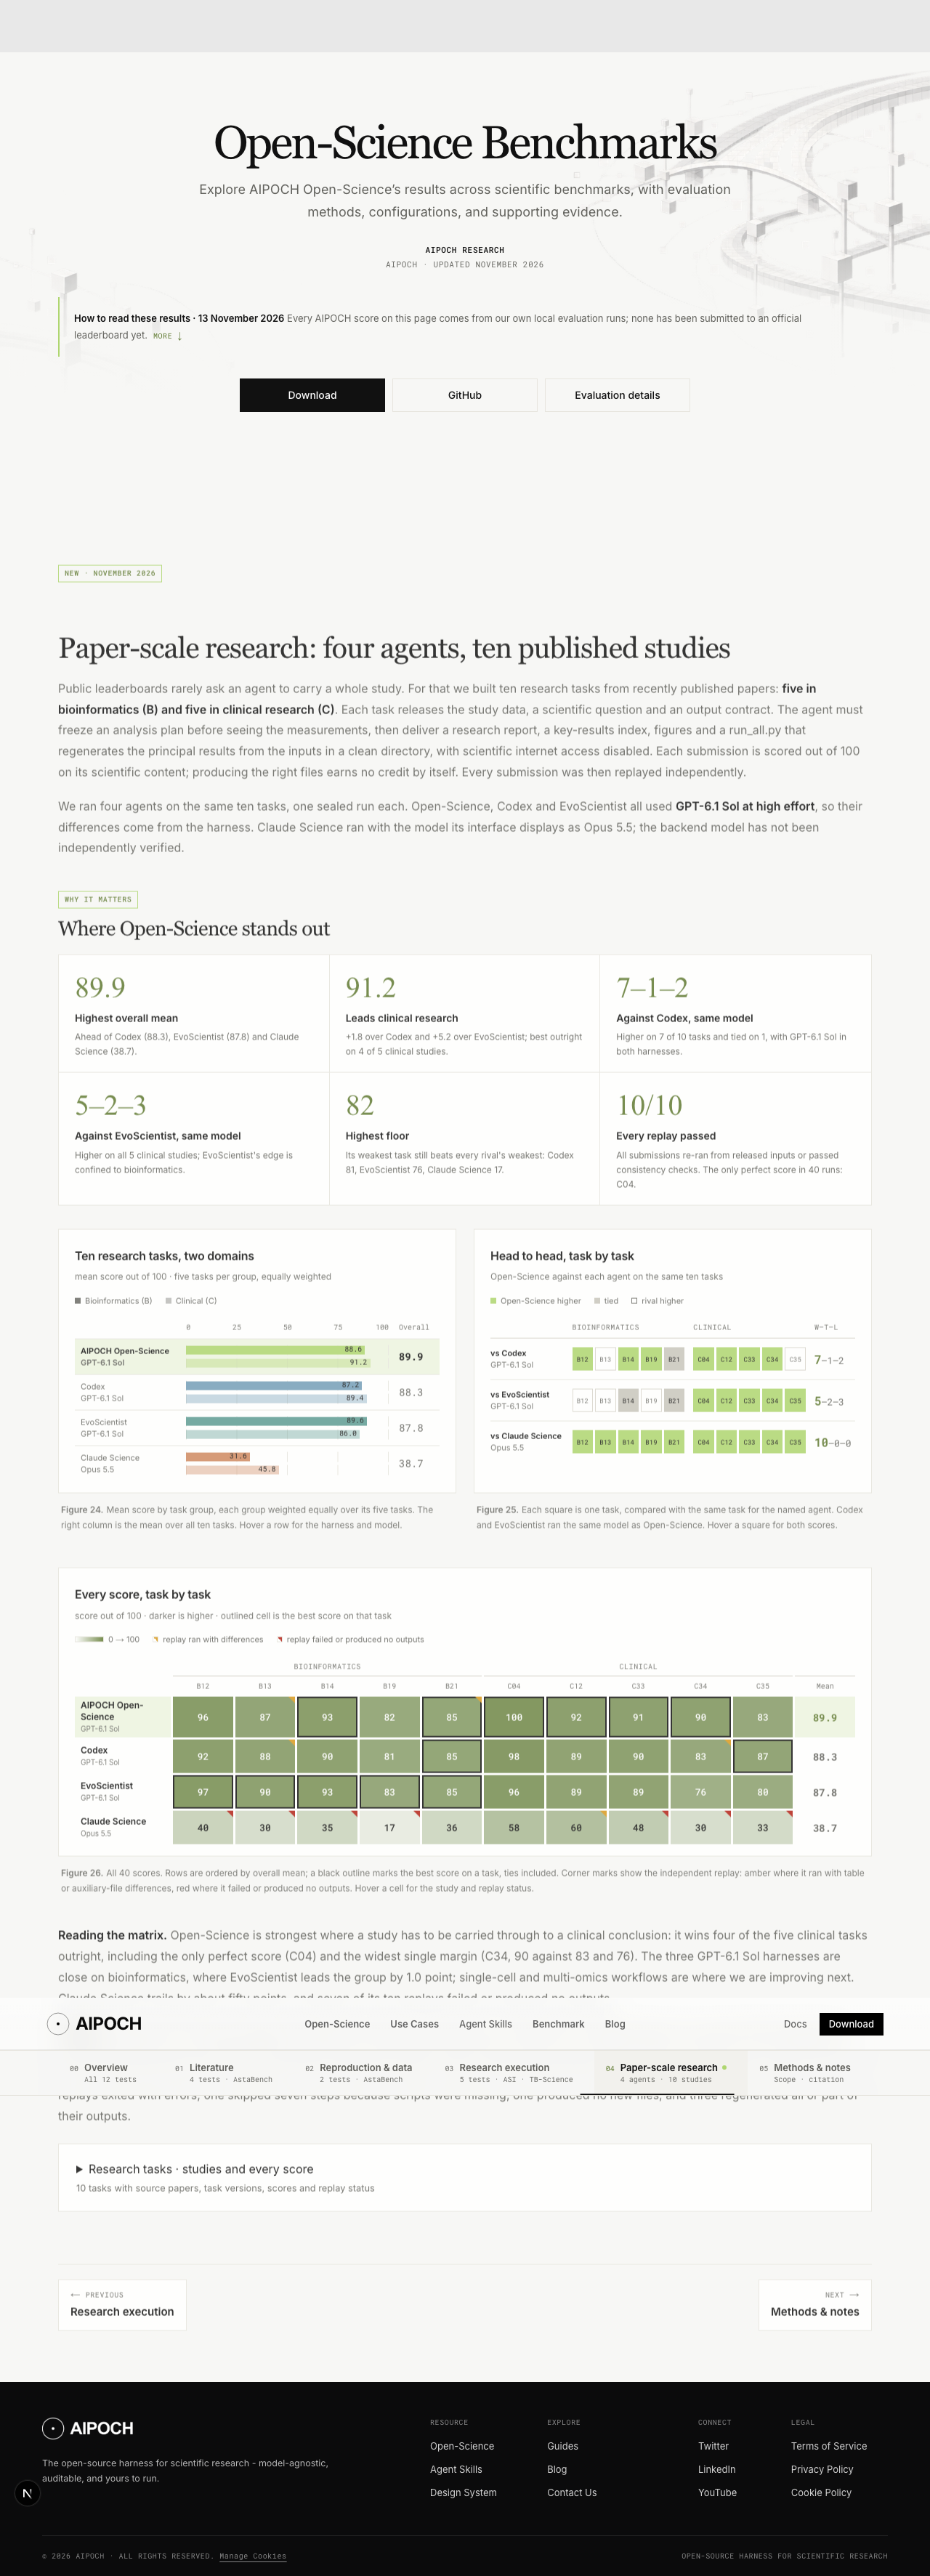 Open-Science Benchmarks
Explore AIPOCH Open-Science’s results across scientific benchmarks, with evaluation
methods, configurations, and supporting evidence.
AIPOCH RESEARCH
AIPOCH · UPDATED NOVEMBER 2026
How to read these results · 13 November 2026 Every AIPOCH score on this page comes from our own local evaluation runs; none has been submitted to an official
leaderboard yet. MORE ↓
Download
GitHub
Evaluation details
NEW · NOVEMBER 2026
Paper-scale research: four agents, ten published studies
Public leaderboards rarely ask an agent to carry a whole study. For that we built ten research tasks from recently published papers: five in
bioinformatics (B) and five in clinical research (C). Each task releases the study data, a scientific question and an output contract. The agent must
freeze an analysis plan before seeing the measurements, then deliver a research report, a key-results index, figures and a run_all.py that
regenerates the principal results from the inputs in a clean directory, with scientific internet access disabled. Each submission is scored out of 100
on its scientific content; producing the right files earns no credit by itself. Every submission was then replayed independently.
We ran four agents on the same ten tasks, one sealed run each. Open-Science, Codex and EvoScientist all used GPT-6.1 Sol at high effort, so their
differences come from the harness. Claude Science ran with the model its interface displays as Opus 5.5; the backend model has not been
independently verified.
WHY IT MATTERS
Where Open-Science stands out
89.9
Highest overall mean
Ahead of Codex (88.3), EvoScientist (87.8) and Claude
Science (38.7).
91.2
Leads clinical research
+1.8 over Codex and +5.2 over EvoScientist; best outright
on 4 of 5 clinical studies.
7–1–2
Against Codex, same model
Higher on 7 of 10 tasks and tied on 1, with GPT-6.1 Sol in
both harnesses.
5–2–3
Against EvoScientist, same model
Higher on all 5 clinical studies; EvoScientist's edge is
confined to bioinformatics.
82
Highest floor
Its weakest task still beats every rival's weakest: Codex
81, EvoScientist 76, Claude Science 17.
10/10
Every replay passed
All submissions re-ran from released inputs or passed
consistency checks. The only perfect score in 40 runs:
C04.
Ten research tasks, two domains
mean score out of 100 · five tasks per group, equally weighted
Bioinformatics (B) Clinical (C)
0 25 50 75 100 Overall
AIPOCH Open-Science
GPT-6.1 Sol
88.6
91.2
89.9
Codex
GPT-6.1 Sol
87.2
89.4
88.3
EvoScientist
GPT-6.1 Sol
89.6
86.0
87.8
Claude Science
Opus 5.5
31.6
45.8
38.7
Figure 24. Mean score by task group, each group weighted equally over its five tasks. The
right column is the mean over all ten tasks. Hover a row for the harness and model.
Head to head, task by task
Open-Science against each agent on the same ten tasks
Open-Science higher tied rival higher
BIOINFORMATICS CLINICAL W–T–L
vs Codex
GPT-6.1 Sol
B12 B13 B14 B19 B21 C04 C12 C33 C34 C35 7–1–2
vs EvoScientist
GPT-6.1 Sol
B12 B13 B14 B19 B21 C04 C12 C33 C34 C35 5–2–3
vs Claude Science
Opus 5.5
B12 B13 B14 B19 B21 C04 C12 C33 C34 C35 10–0–0
Figure 25. Each square is one task, compared with the same task for the named agent. Codex
and EvoScientist ran the same model as Open-Science. Hover a square for both scores.
Every score, task by task
score out of 100 · darker is higher · outlined cell is the best score on that task
0 → 100 replay ran with differences replay failed or produced no outputs
BIOINFORMATICS CLINICAL
B12 B13 B14 B19 B21 C04 C12 C33 C34 C35 Mean
AIPOCH Open-
Science
GPT-6.1 Sol
96 87 93 82 85 100 92 91 90 83 89.9
Codex
GPT-6.1 Sol
92 88 90 81 85 98 89 90 83 87 88.3
EvoScientist
GPT-6.1 Sol
97 90 93 83 85 96 89 89 76 80 87.8
Claude Science
Opus 5.5
40 30 35 17 36 58 60 48 30 33 38.7
Figure 26. All 40 scores. Rows are ordered by overall mean; a black outline marks the best score on a task, ties included. Corner marks show the independent replay: amber where it ran with table
or auxiliary-file differences, red where it failed or produced no outputs. Hover a cell for the study and replay status.
Reading the matrix. Open-Science is strongest where a study has to be carried through to a clinical conclusion: it wins four of the five clinical tasks
outright, including the only perfect score (C04) and the widest single margin (C34, 90 against 83 and 76). The three GPT-6.1 Sol harnesses are
close on bioinformatics, where EvoScientist leads the group by 1.0 point; single-cell and multi-omics workflows are where we are improving next.
Claude Science trails by about fifty points, and seven of its ten replays failed or produced no outputs
AIPOCH
Open-Science Use Cases Agent Skills Benchmark Blog
Docs Download
00 Overview
All 12 tests
01 Literature
4 tests · AstaBench
02 Reproduction & data
2 tests · AstaBench
03 Research execution
5 tests · ASI · TB-Science
04 Paper-scale research
4 agents · 10 studies
05 Methods & notes
Scope · citation
replays exited with errors, one skipped seven steps because scripts were missing, one produced no replay outputs, and three regenerated all or part of
their outputs.
▶ Research tasks · studies and every score
10 tasks with source papers, task versions, scores and replay status
← PREVIOUS
Research execution
NEXT →
Methods & notes
AIPOCH
The open-source harness for scientific research - model-agnostic,
auditable, and yours to run.
N
RESOURCE
Open-Science
Agent Skills
Design System
EXPLORE
Guides
Blog
Contact Us
CONNECT
Twitter
LinkedIn
YouTube
LEGAL
Terms of Service
Privacy Policy
Cookie Policy
© 2026 AIPOCH · ALL RIGHTS RESERVED. Manage Cookies
OPEN-SOURCE HARNESS FOR SCIENTIFIC RESEARCH